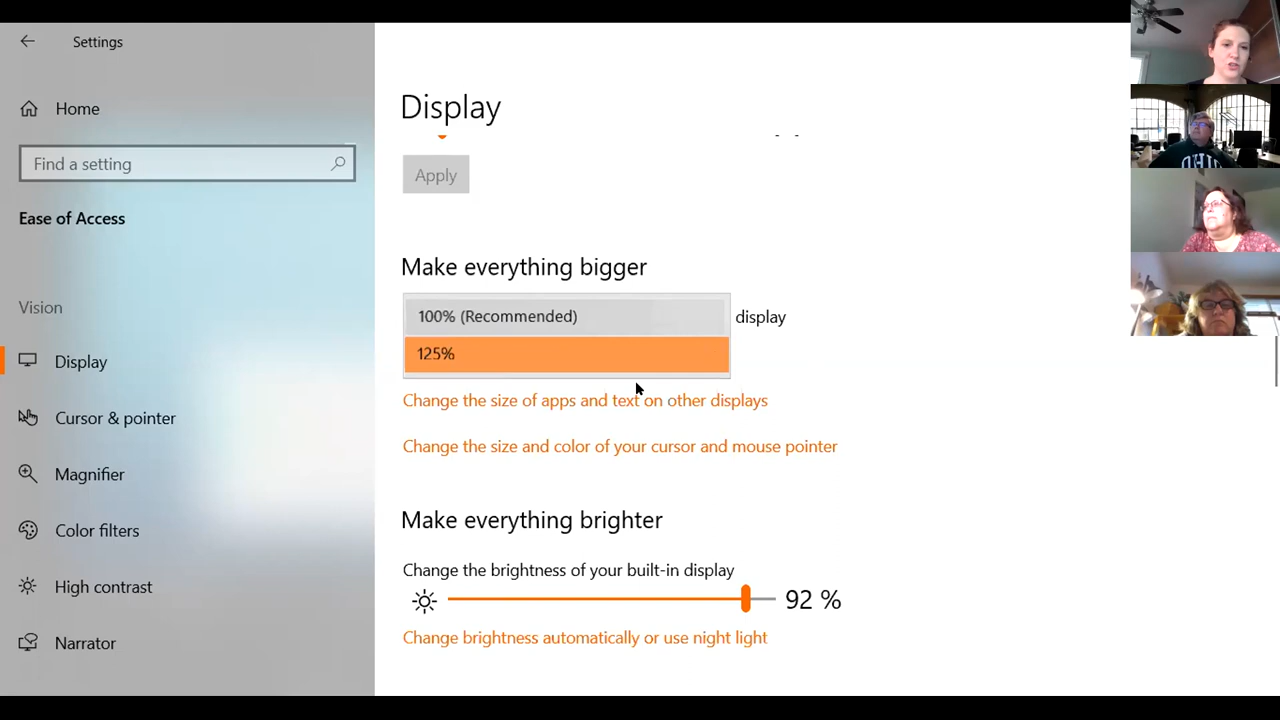 Settings
Home
Find a setting
Ease of Access
Vision
Display
Cursor & pointer
Magnifier
Color filters
High contrast
Narrator
Display
Apply
Make everything bigger
100% (Recommended)
display
125%
Change the size of apps and text on other displays
Change the size and color of your cursor and mouse pointer
Make everything brighter
Change the brightness of your built-in display
92 %
Change brightness automatically or use night light